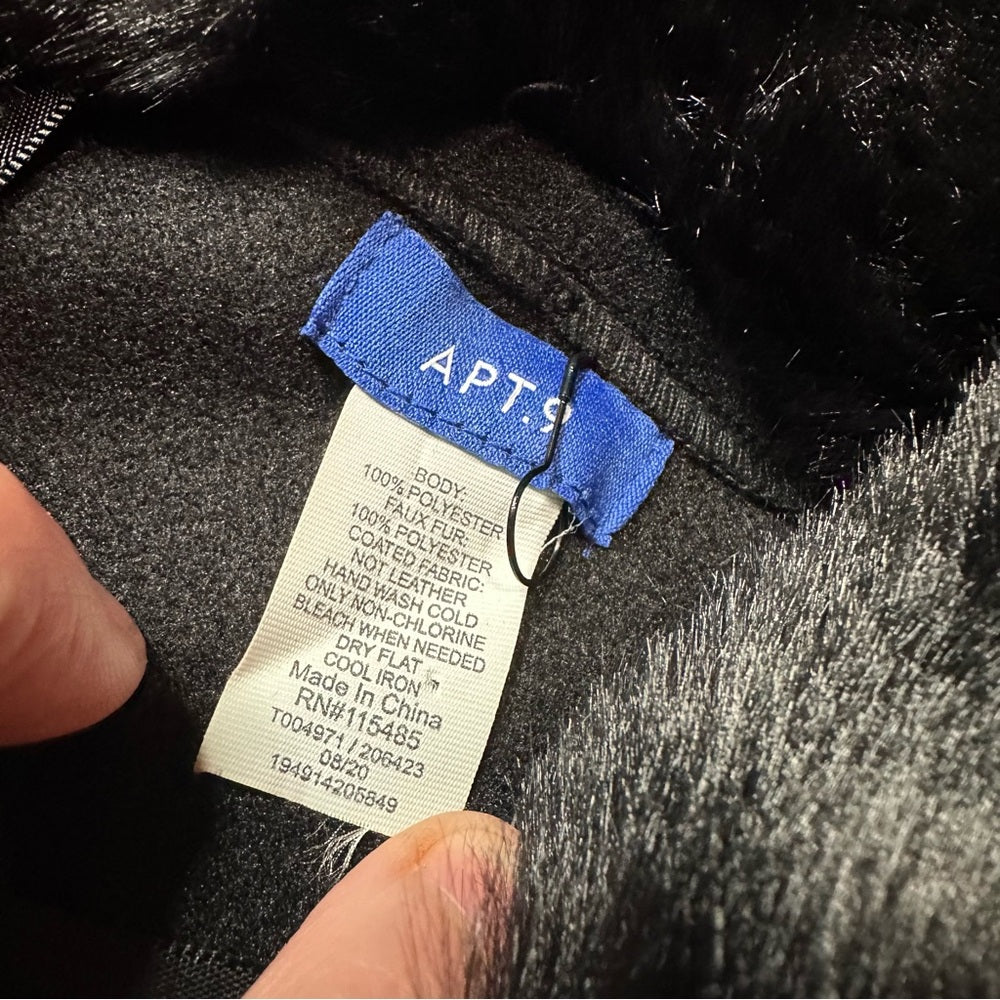 APT.9
BODY:
100% POLYESTER
FAUX FUR:
100% POLYESTER
COATED FABRIC:
NOT LEATHER
HAND WASH COLD
ONLY NON-CHLORINE
BLEACH WHEN NEEDED
DRY FLAT
COOL IRON
Made In China
RN#115485
T004971 / 206423
08/20
194914205849